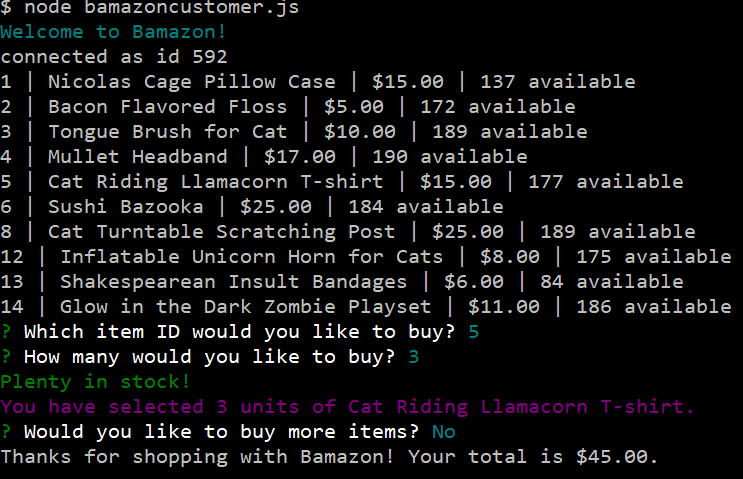 $ node bamazoncustomer.js
Welcome to Bamazon!
connected as id 592
1 | Nicolas Cage Pillow Case | $15.00 | 137 available
2 | Bacon Flavored Floss | $5.00 | 172 available
3 | Tongue Brush for Cat | $10.00 | 189 available
4 | Mullet Headband | $17.00 | 190 available
5 | Cat Riding Llamacorn T-shirt | $15.00 | 177 available
6 | Sushi Bazooka | $25.00 | 184 available
8 | Cat Turntable Scratching Post | $25.00 | 189 available
12 | Inflatable Unicorn Horn for Cats | $8.00 | 175 available
13 | Shakespearean Insult Bandages | $6.00 | 84 available
14 | Glow in the Dark Zombie Playset | $11.00 | 186 available
? Which item ID would you like to buy? 5
? How many would you like to buy? 3
Plenty in stock!
You have selected 3 units of Cat Riding Llamacorn T-shirt.
? Would you like to buy more items? No
Thanks for shopping with Bamazon! Your total is $45.00.